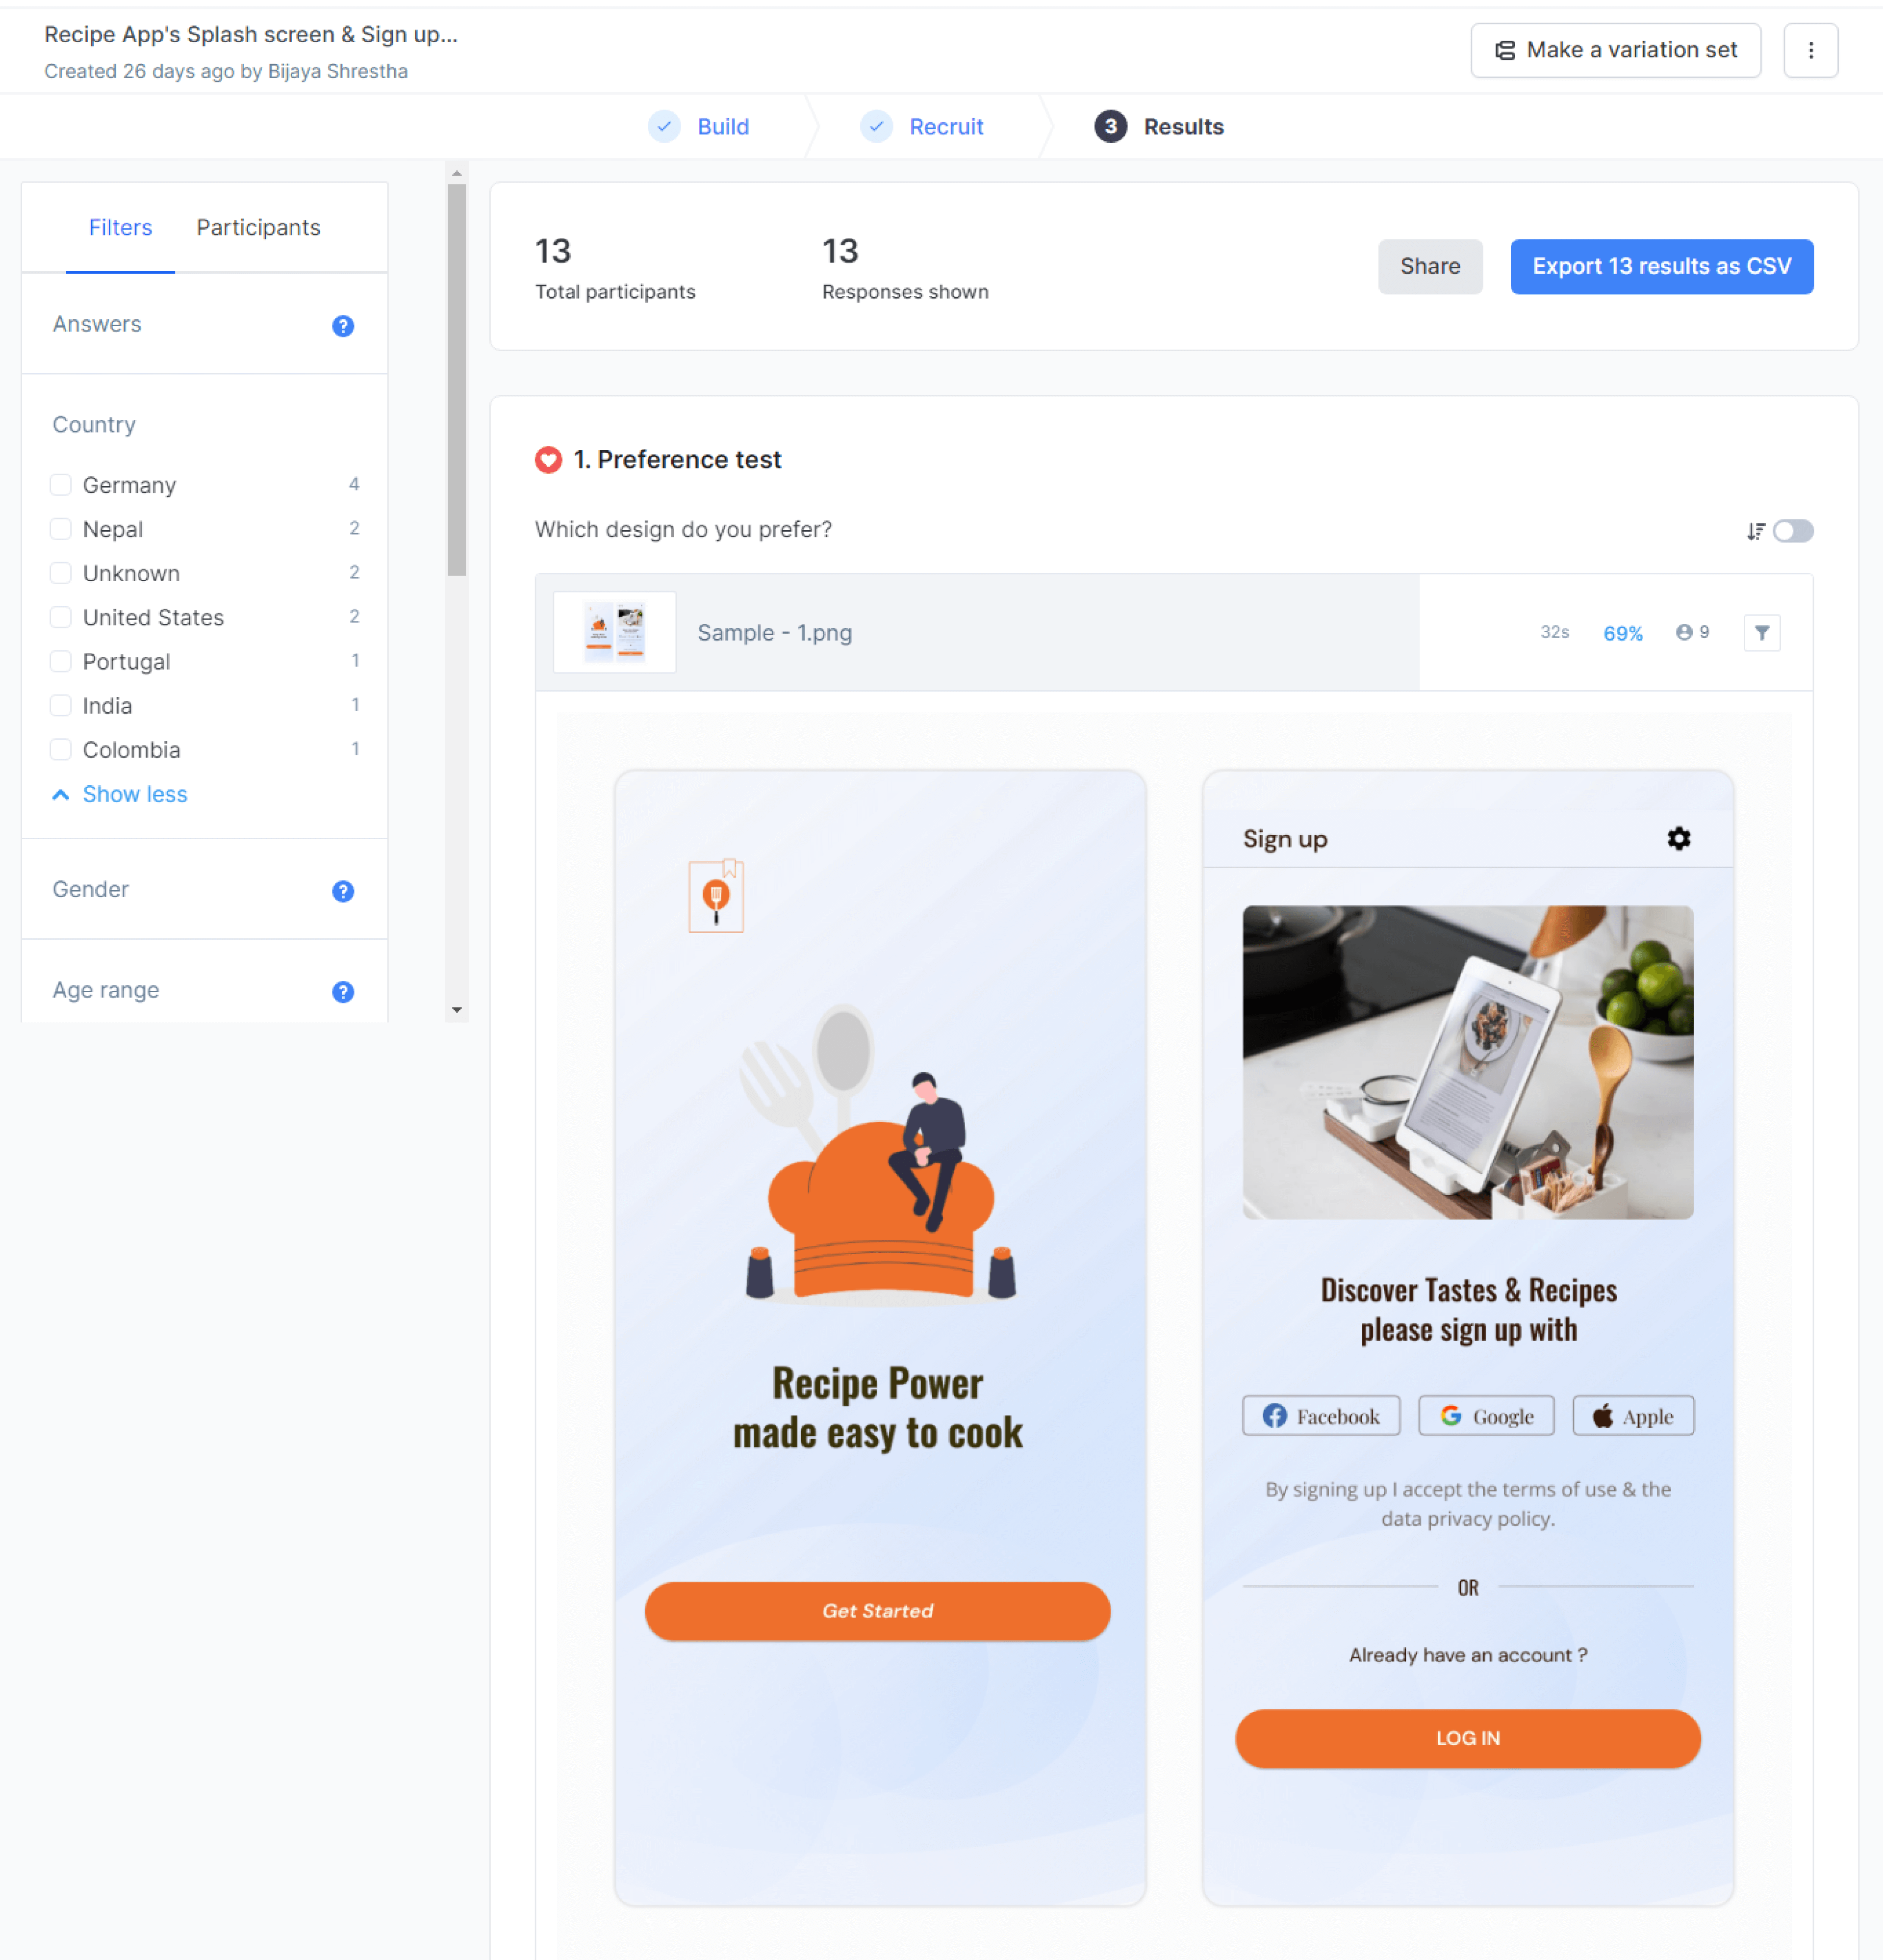 Recipe App's Splash screen & Sign up...
Created 26 days ago by Bijaya Shrestha
Make a variation set
Build
Recruit
3 Results
Filters
Participants
Answers
?
Country
Germany 4
Nepal 2
Unknown 2
United States 2
Portugal 1
India 1
Colombia 1
Show less
Gender
?
Age range
?
13
Total participants
13
Responses shown
Share
Export 13 results as CSV
1. Preference test
Which design do you prefer?
Sample - 1.png
32s
69%
9
Recipe Power
made easy to cook
Get Started
Sign up
Discover Tastes & Recipes
please sign up with
Facebook
Google
Apple
By signing up I accept the terms of use & the
data privacy policy.
OR
Already have an account ?
LOG IN